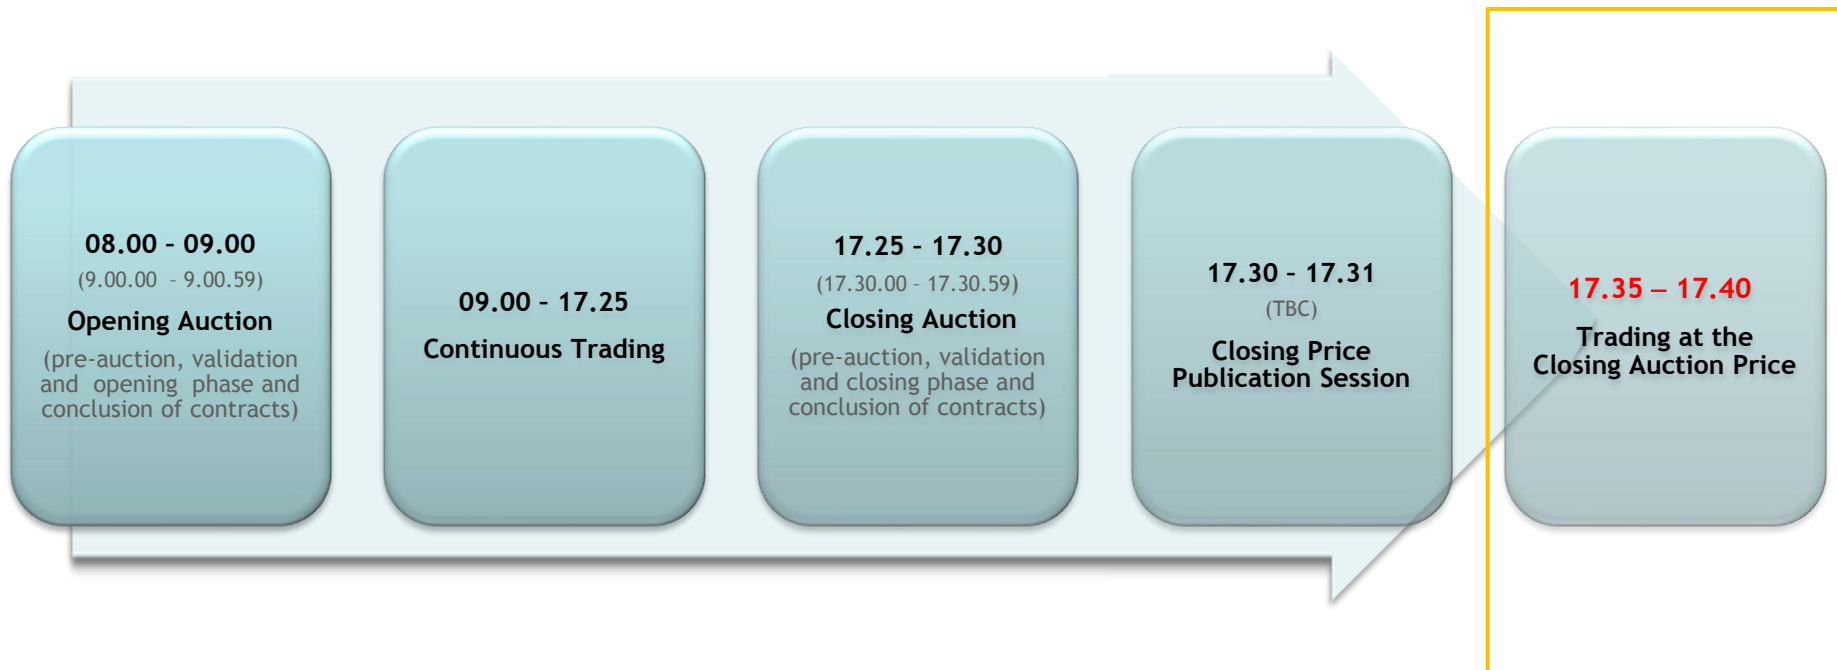 08.00 – 09.00
(9.00.00 – 9.00.59)
Opening Auction
(pre-auction, validation
and opening phase and
conclusion of contracts)
09.00 – 17.25
Continuous Trading
17.25 – 17.30
(17.30.00 – 17.30.59)
Closing Auction
(pre-auction, validation
and closing phase and
conclusion of contracts)
17.30 – 17.31
(TBC)
Closing Price
Publication Session
17.35 – 17.40
Trading at the
Closing Auction Price